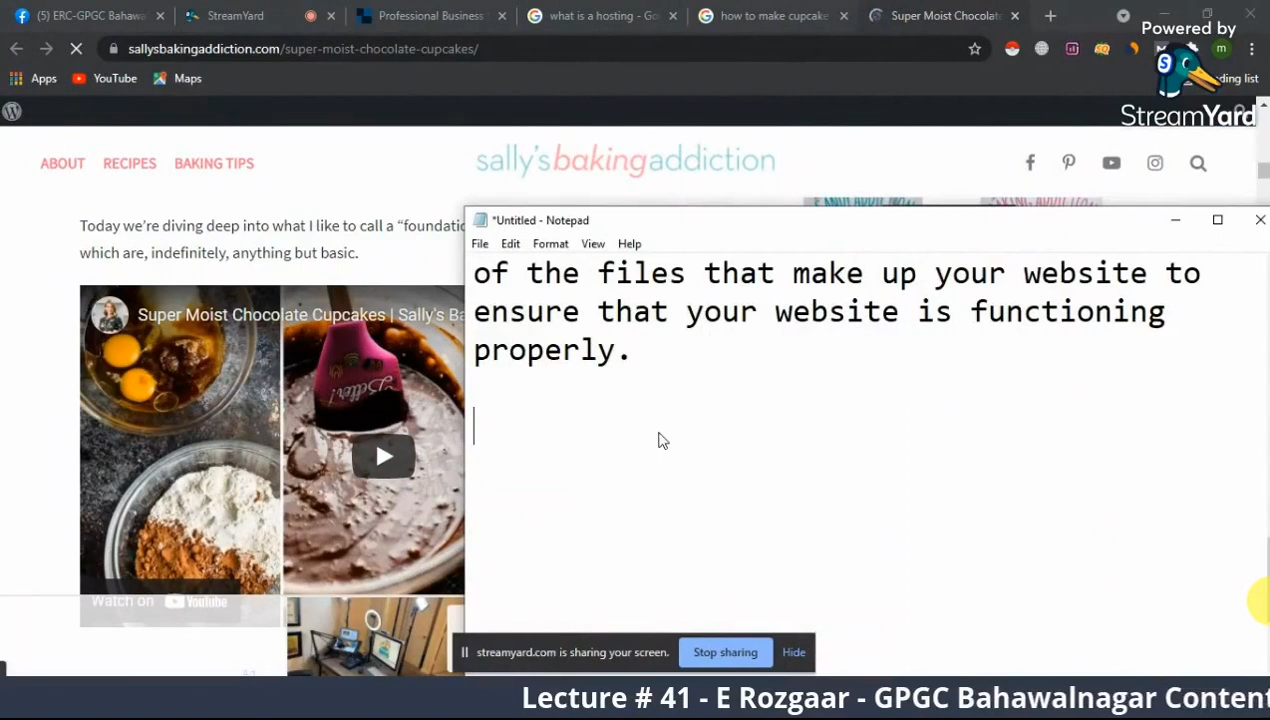 (5) ERC-GPGC Bahawa
StreamYard
Professional Business
what is a hosting - Go
how to make cupcake
Super Moist Chocolate
Powered by
sallysbakingaddiction.com/super-moist-chocolate-cupcakes/
m
Apps
YouTube
Maps
ding list
StreamYard
ABOUT
RECIPES
BAKING TIPS
sally's baking addiction
Today we're diving deep into what I like to call a "foundatio
which are, indefinitely, anything but basic.
*Untitled - Notepad
File Edit Format View Help
of the files that make up your website to
ensure that your website is functioning
properly.
Super Moist Chocolate Cupcakes | Sally's Ba
Better!
Watch on YouTube
streamyard.com is sharing your screen.
Stop sharing
Hide
Lecture # 41 - E Rozgaar - GPGC Bahawalnagar Content